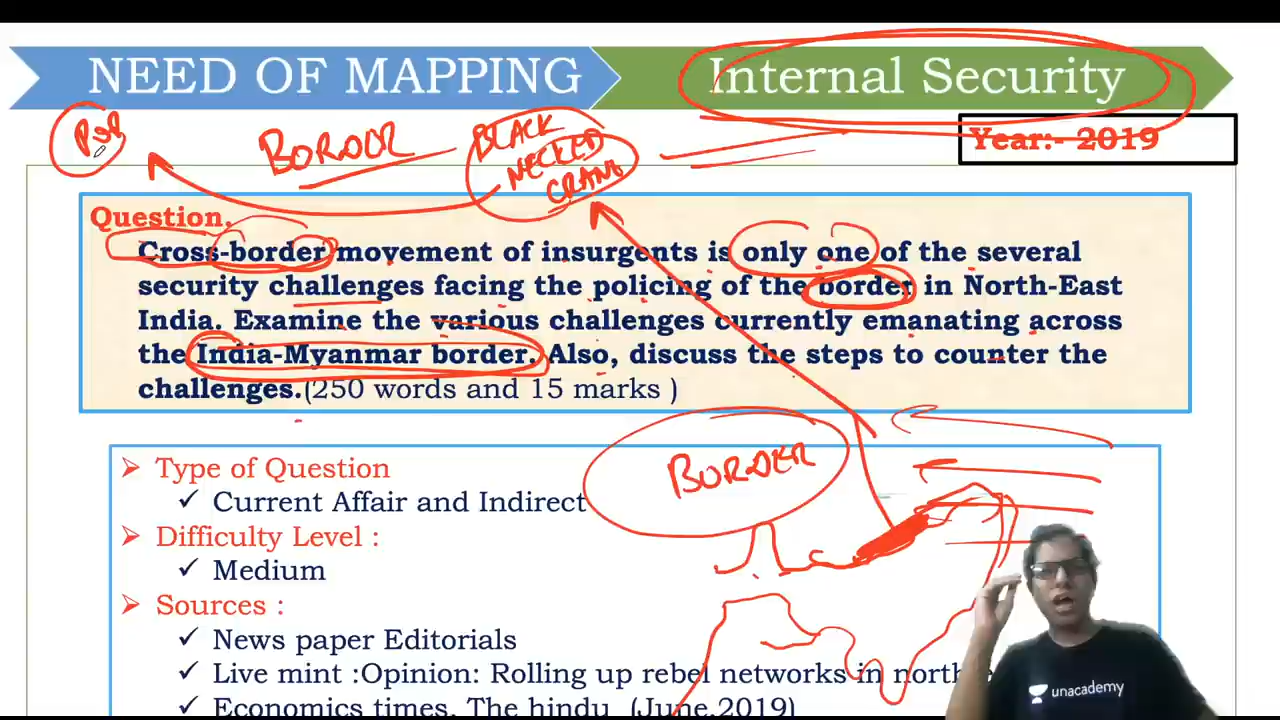 NEED OF MAPPING
Internal Security
Year:- 2019
BORDER
BLACK
NECKED
CRANE
Question.
Cross-border movement of insurgents is only one of the several
security challenges facing the policing of the border in North-East
India. Examine the various challenges currently emanating across
the India-Myanmar border. Also, discuss the steps to counter the
challenges.(250 words and 15 marks )
BORDER
Type of Question
✓ Current Affair and Indirect
Difficulty Level :
✓ Medium
Sources :
✓ News paper Editorials
✓ Live mint :Opinion: Rolling up rebel networks in north
✓ Economics times, The hindu (June,2019)
unacademy